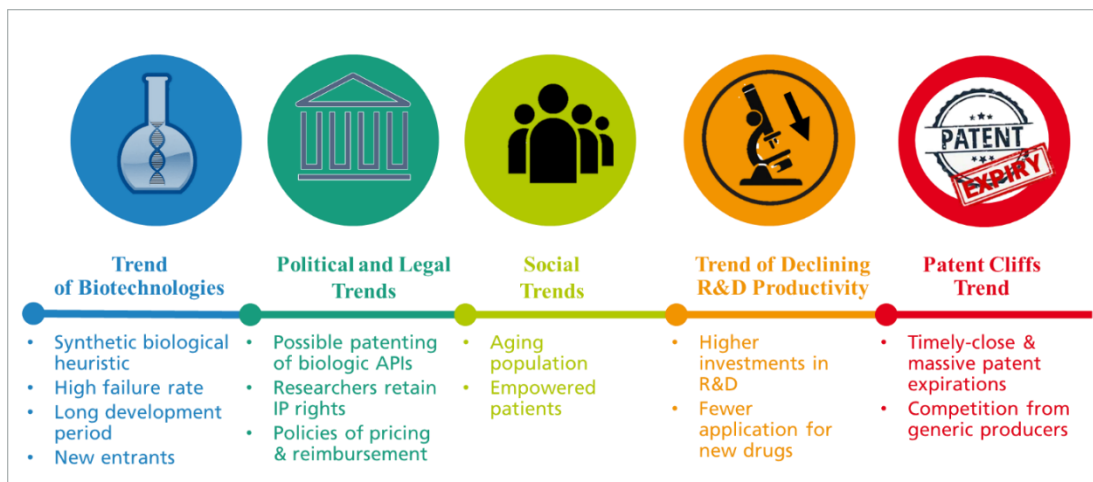 PATENT
EXPIRY
Trend
of Biotechnologies
Political and Legal
Trends
Social
Trends
Trend of Declining
R&D Productivity
Patent Cliffs
Trend
• Synthetic biological
heuristic
• High failure rate
• Long development
period
• New entrants
• Possible patenting
of biologic APIs
• Researchers retain
IP rights
• Policies of pricing
& reimbursement
• Aging
population
• Empowered
patients
• Higher
investments in
R&D
• Fewer
application for
new drugs
• Timely-close &
massive patent
expirations
• Competition from
generic producers